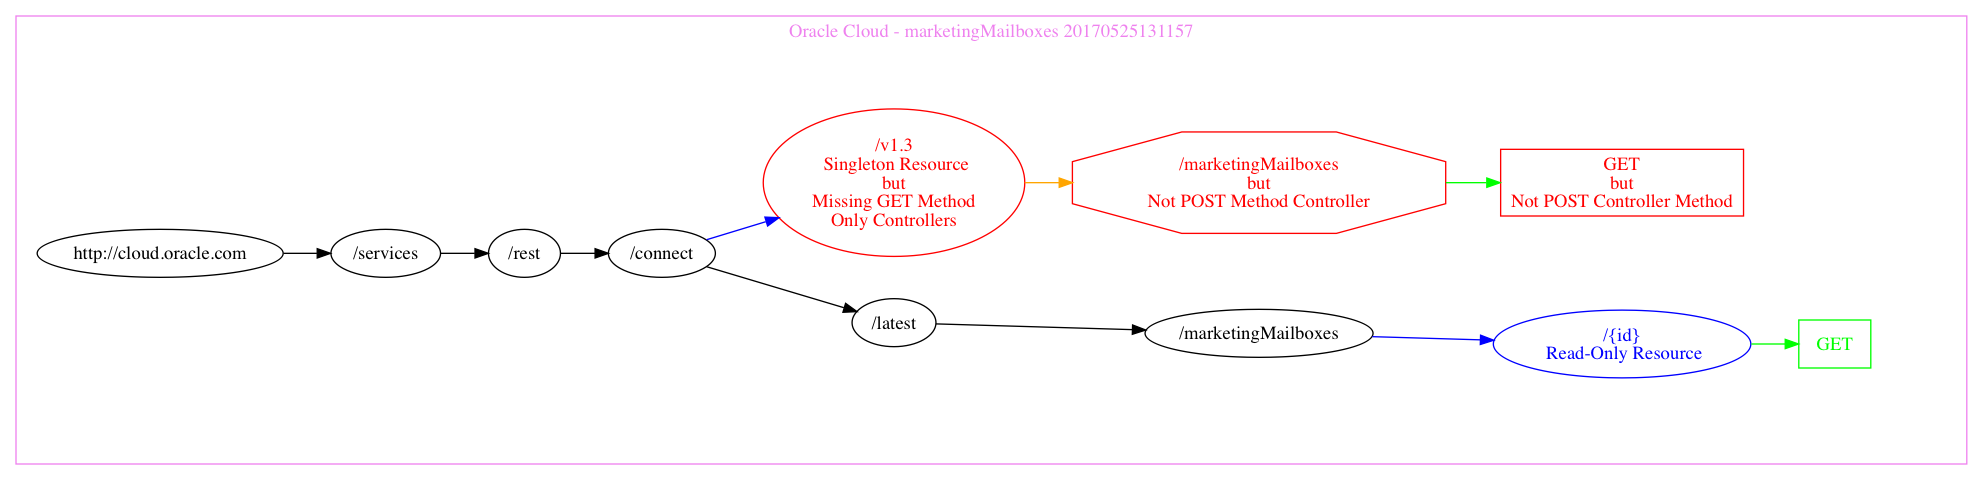 Oracle Cloud - marketingMailboxes 20170525131157
http://cloud.oracle.com
/services
/rest
/connect
/v1.3
Singleton Resource
but
Missing GET Method
Only Controllers
/marketingMailboxes
but
Not POST Method Controller
GET
but
Not POST Controller Method
/latest
/marketingMailboxes
/{id}
Read-Only Resource
GET